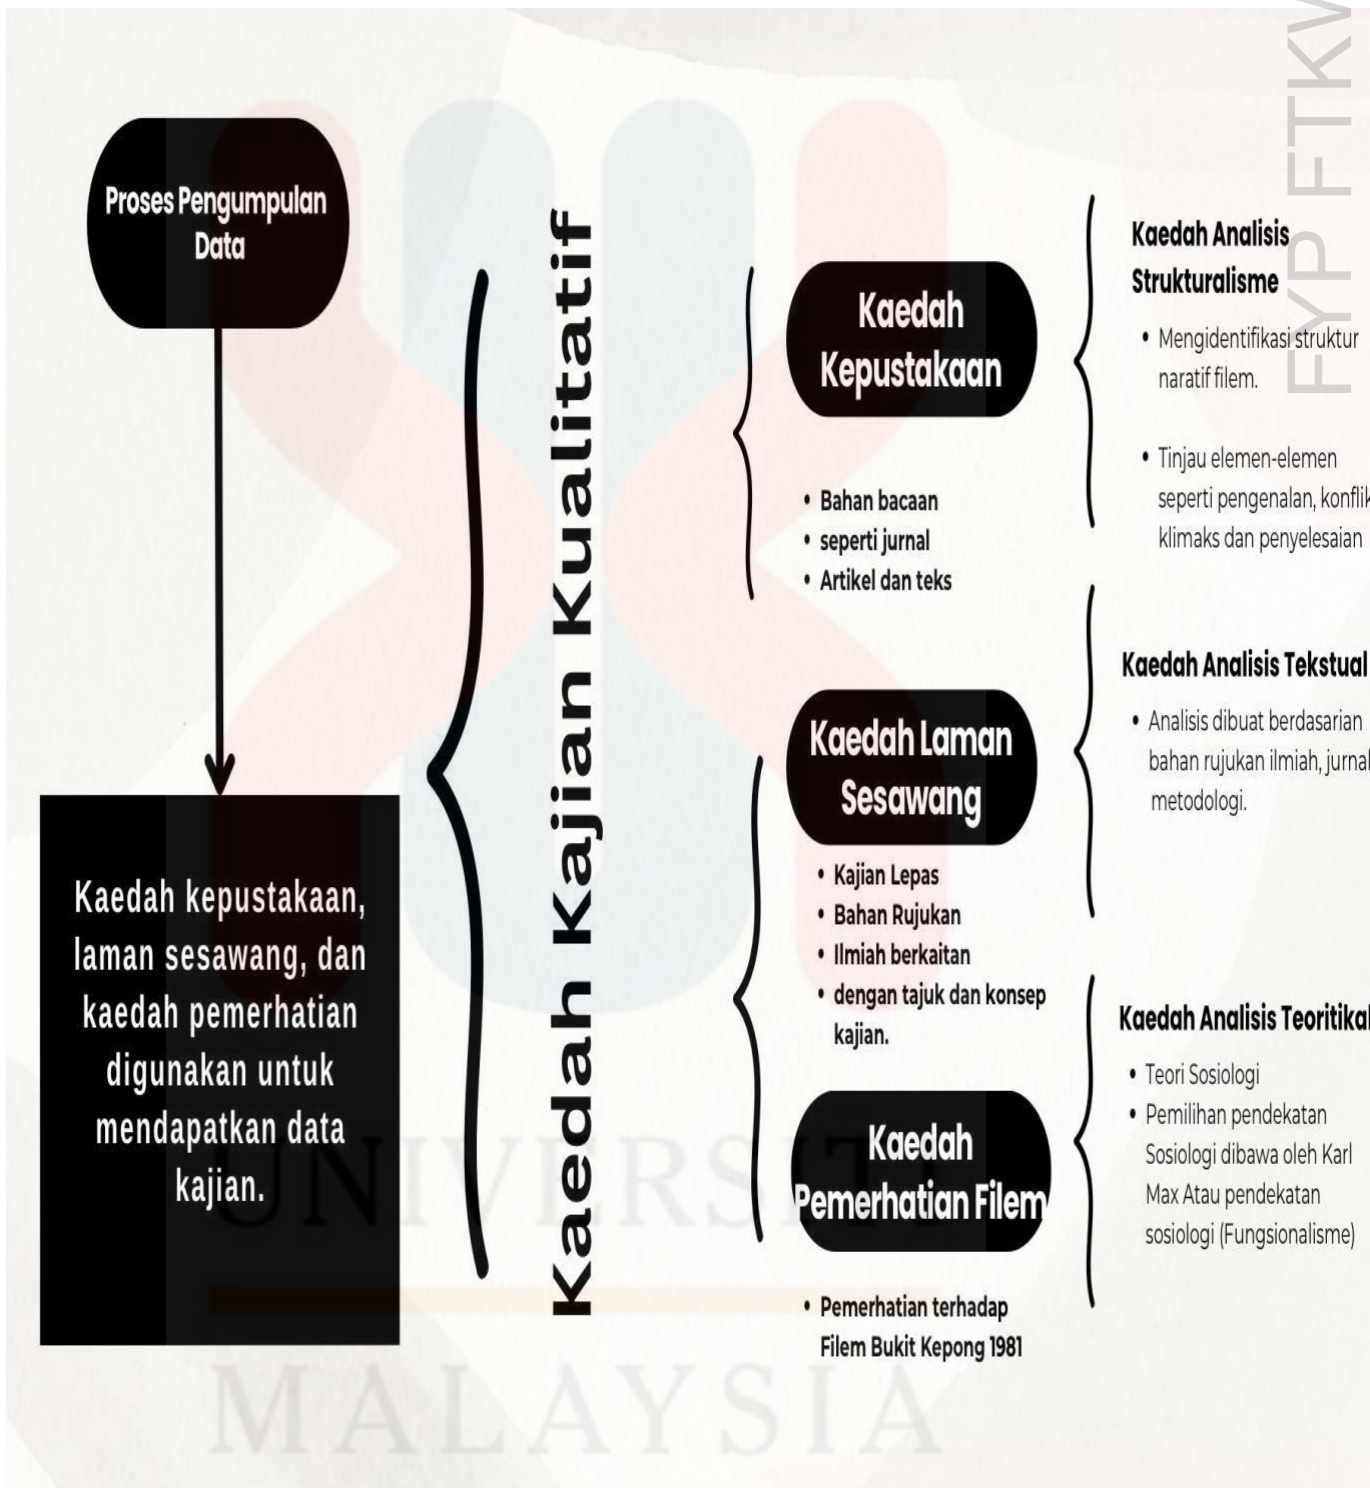 Proses Pengumpulan
Data
Kaedah kepustakaan,
laman sesawang, dan
kaedah pemerhatian
digunakan untuk
mendapatkan data
kajian.
Kaedah Kajian Kualitatif
Kaedah
Kepustakaan
• Bahan bacaan
• seperti jurnal
• Artikel dan teks
Kaedah Laman
Sesawang
• Kajian Lepas
• Bahan Rujukan
• Ilmiah berkaitan
• dengan tajuk dan konsep
kajian.
Kaedah
Pemerhatian Filem
• Pemerhatian terhadap
Filem Bukit Kepong 1981
Kaedah Analisis
Strukturalisme
• Mengidentifikasi struktur
naratif filem.
• Tinjau elemen-elemen
seperti pengenalan, konflik
klimaks dan penyelesaian
Kaedah Analisis Tekstual
• Analisis dibuat berdasarian
bahan rujukan ilmiah, jurnal
metodologi.
Kaedah Analisis Teoritikal
• Teori Sosiologi
• Pemilihan pendekatan
Sosiologi dibawa oleh Karl
Max Atau pendekatan
sosiologi (Fungsionalisme)
UNIVERSITI
MALAYSIA
FYP